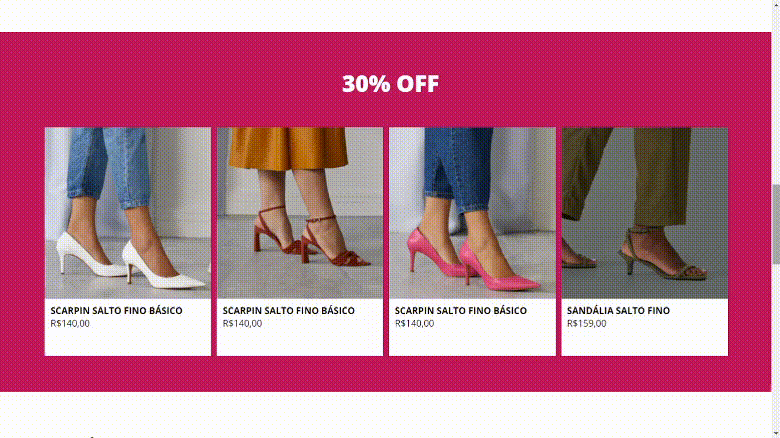 30% OFF
SCARPIN SALTO FINO BÁSICO
R$140,00
SCARPIN SALTO FINO BÁSICO
R$140,00
SCARPIN SALTO FINO BÁSICO
R$140,00
SANDÁLIA SALTO FINO
R$159,00